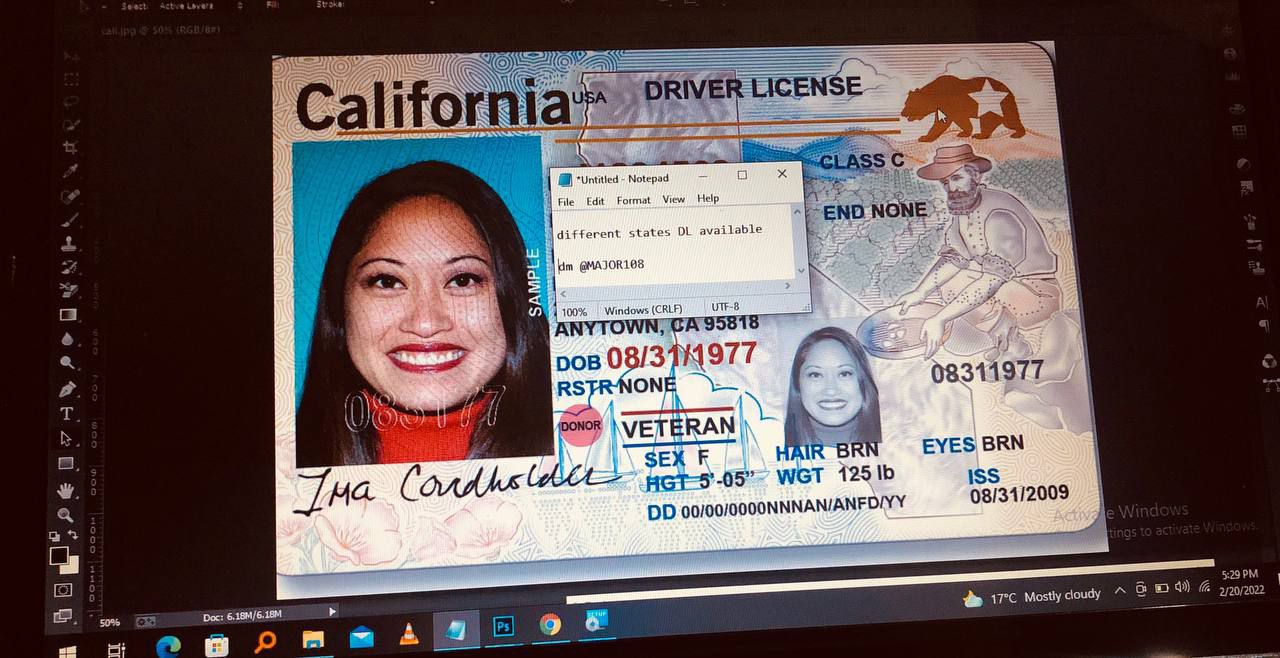 Select: Active Layers Fill: Stroke:
call.jpg @ 50% (RGB/8#)
California USA DRIVER LICENSE
CLASS C
*Untitled - Notepad
File Edit Format View Help
END NONE
different states DL available
dm @MAJOR108
SAMPLE
100% Windows (CRLF) UTF-8
ANYTOWN, CA 95818
DOB 08/31/1977
08311977
RSTR NONE
083177
DONOR
VETERAN
SEX F HAIR BRN EYES BRN
HGT 5'-05" WGT 125 lb ISS
08/31/2009
Ima Cardholder
DD 00/00/0000NNNAN/ANFD/YY
Activate Windows
ttings to activate Windows.
50% Doc: 6.18M/6.18M
Ps
SETUP
17°C Mostly cloudy
5:29 PM
2/20/2022